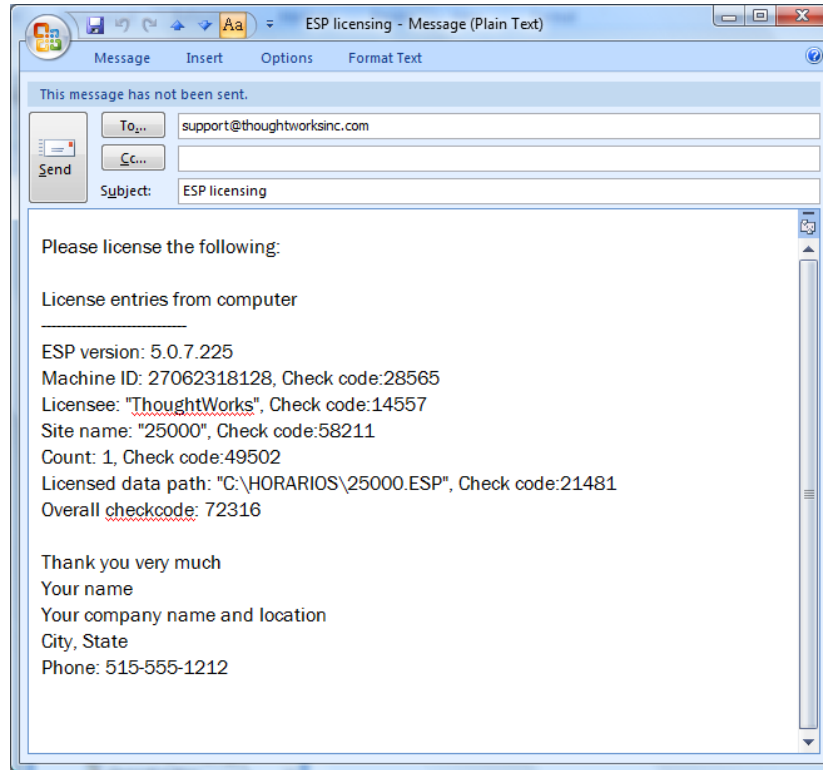 Aa
ESP licensing - Message (Plain Text)
Message Insert Options Format Text
This message has not been sent.
To... support@thoughtworksinc.com
Cc...
Send
Subject: ESP licensing
Please license the following:
License entries from computer
-----------------------------
ESP version: 5.0.7.225
Machine ID: 27062318128, Check code:28565
Licensee: "ThoughtWorks", Check code:14557
Site name: "25000", Check code:58211
Count: 1, Check code:49502
Licensed data path: "C:\HORARIOS\25000.ESP", Check code:21481
Overall checkcode: 72316
Thank you very much
Your name
Your company name and location
City, State
Phone: 515-555-1212